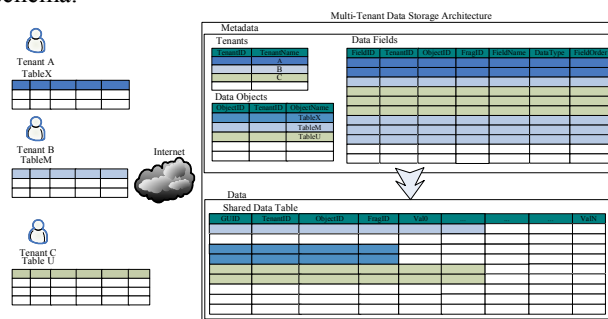 schema.
Multi-Tenant Data Storage Architecture
Metadata
Tenants
TenantID TenantName
A
B
C
Data Objects
ObjectID TenantID ObjectName
TableX
TableM
TableU
Data Fields
FieldID TenantID ObjectID FragID FieldName DataType FieldOrder
Tenant A
TableX
Tenant B
TableM
Internet
Tenant C
Table U
Data
Shared Data Table
GUID TenantID ObjectID FragID Val0 ... ... ... ValN